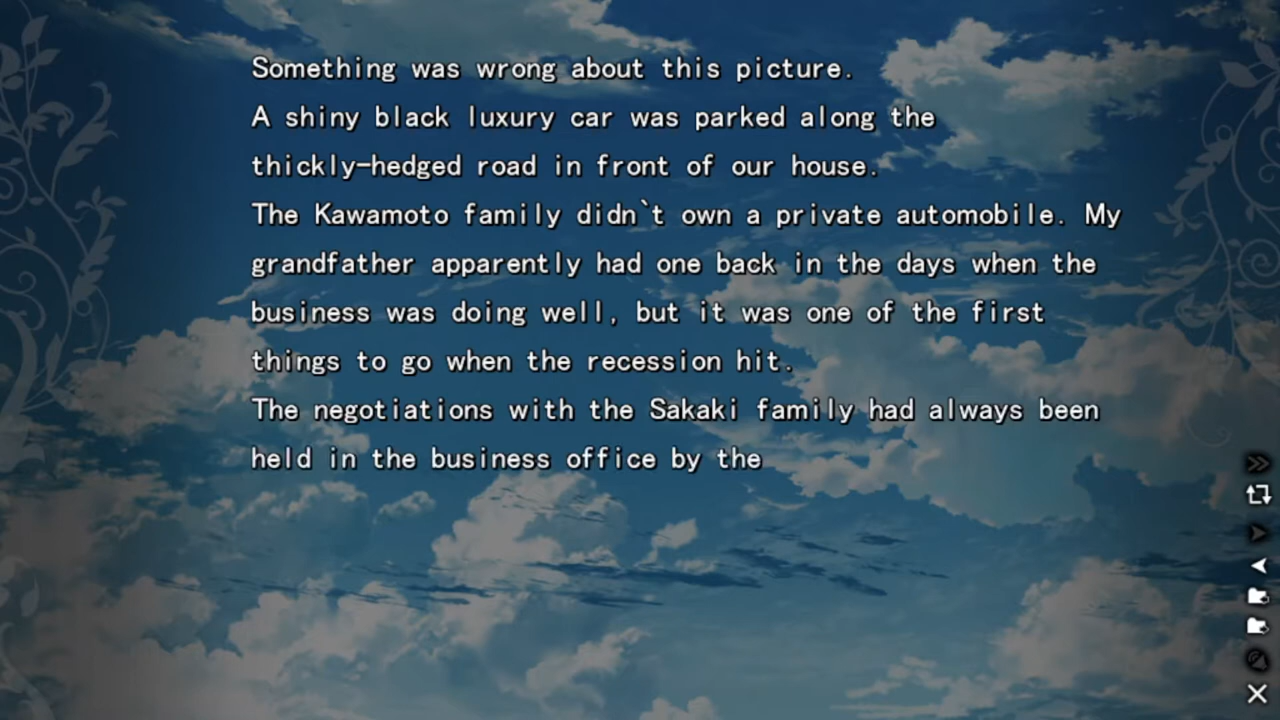 Something was wrong about this picture.
A shiny black luxury car was parked along the
thickly-hedged road in front of our house.
The Kawamoto family didn`t own a private automobile. My
grandfather apparently had one back in the days when the
business was doing well, but it was one of the first
things to go when the recession hit.
The negotiations with the Sakaki family had always been
held in the business office by the